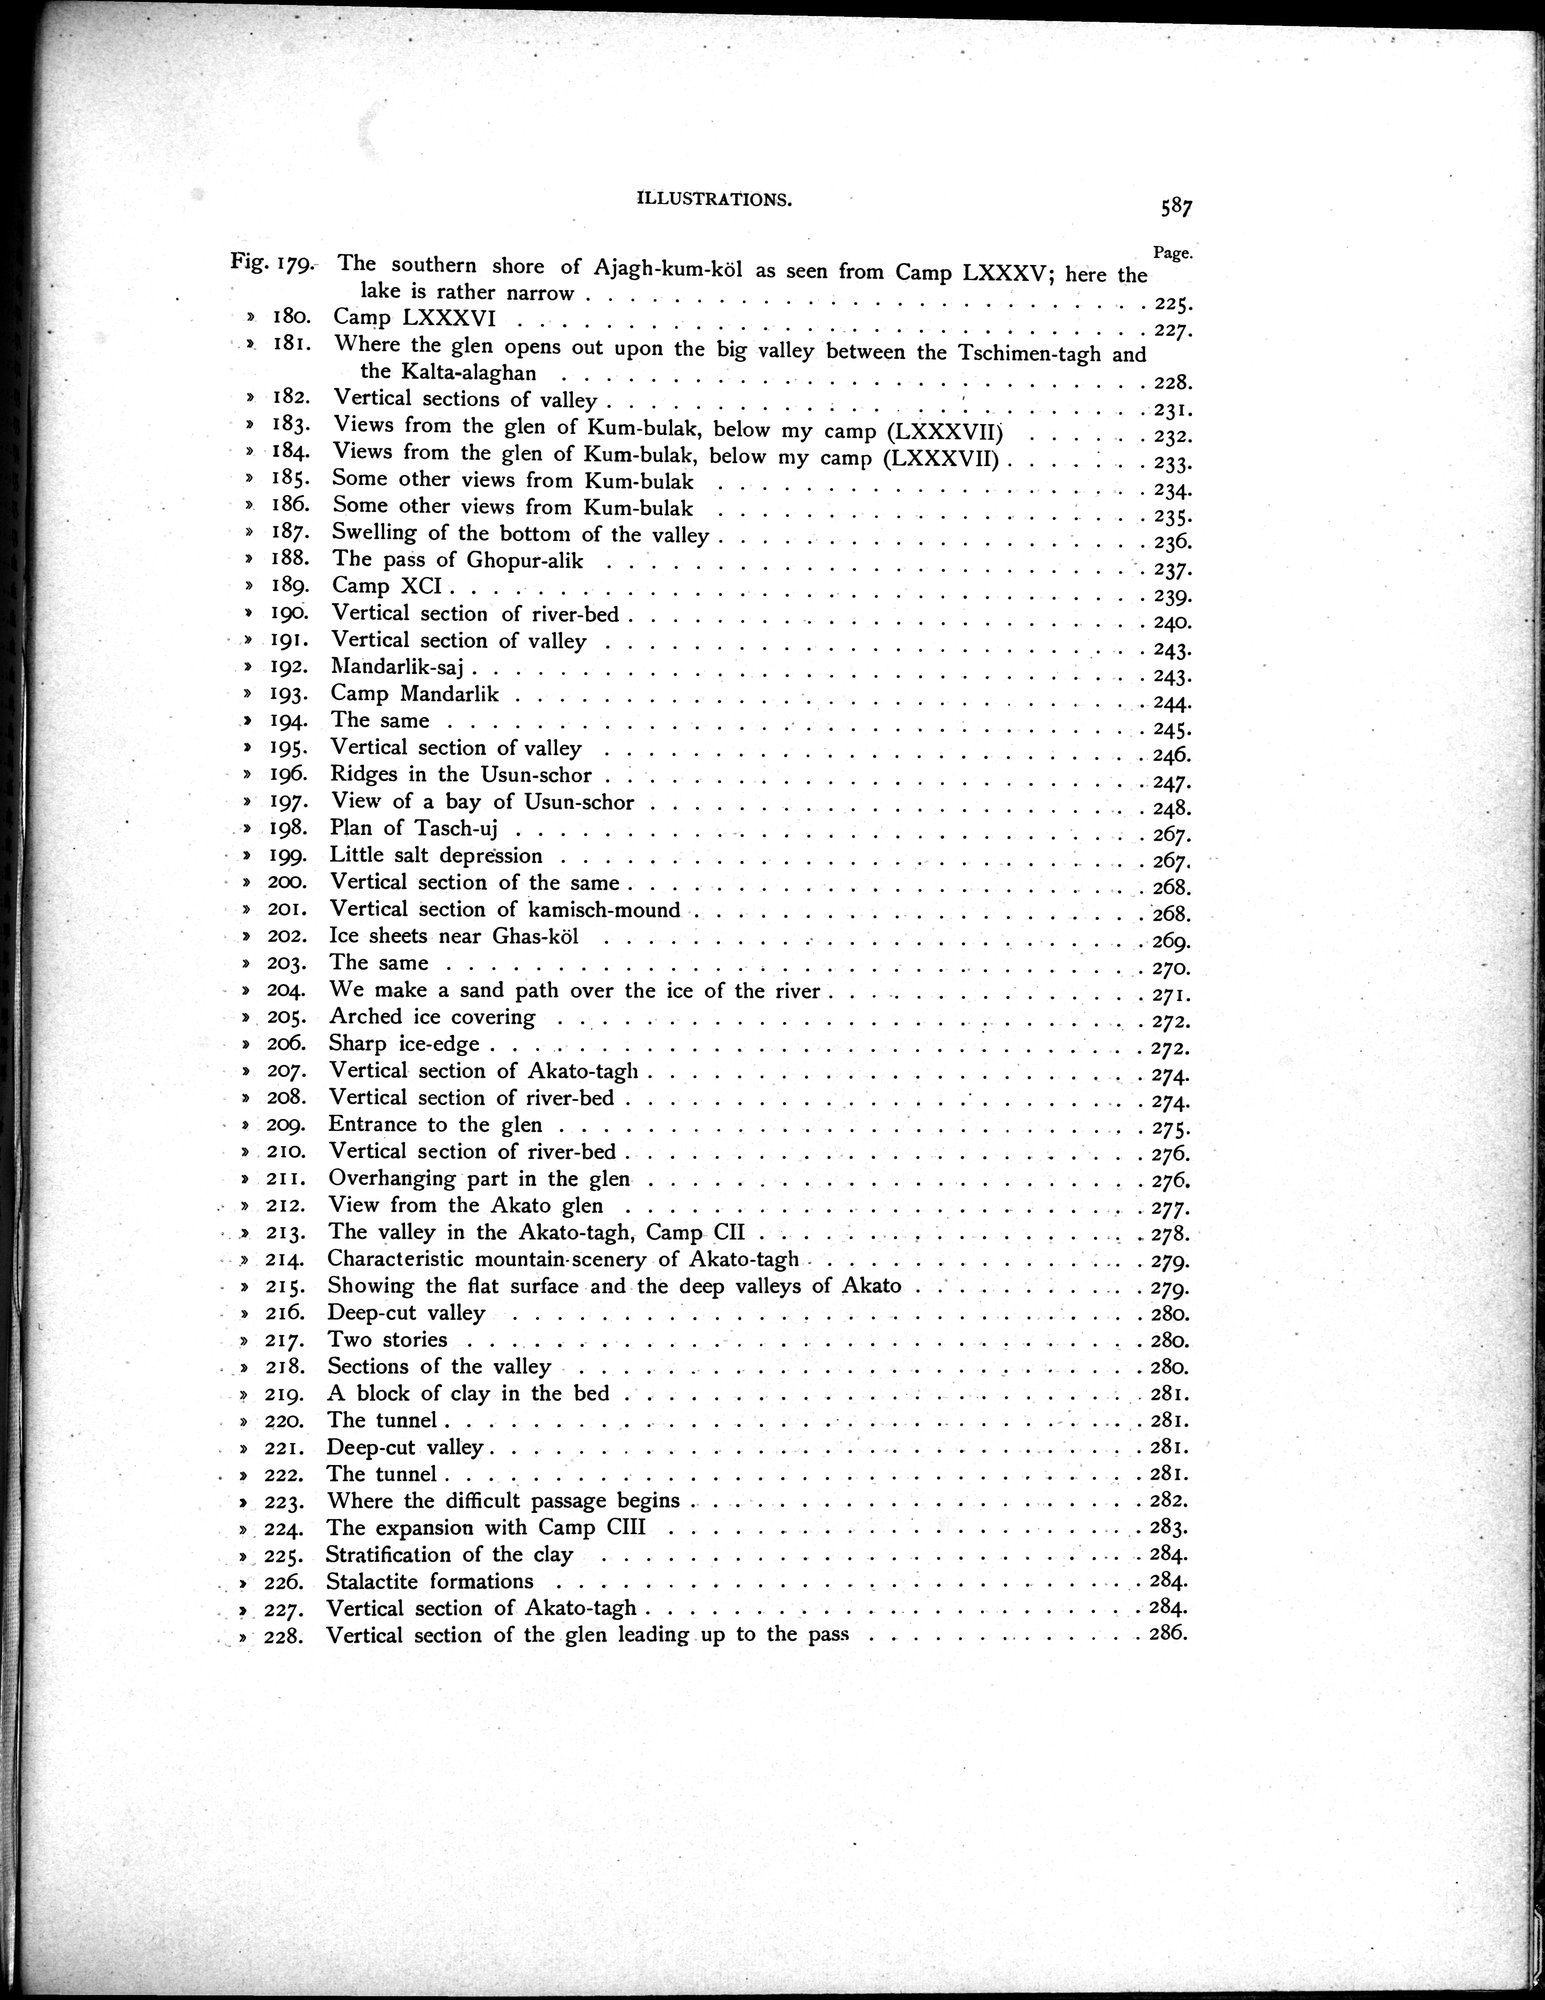 ILLUSTRATIONS. 587
Page.
Fig. 179. The southern shore of Ajagh-kum-köl as seen from Camp LXXXV; here the
lake is rather narrow . . . . . . . . . . 225.
» 180. Camp LXXXVI . . . . . . . . . . 227.
» 181. Where the glen opens out upon the big valley between the Tschimen-tagh and
the Kalta-alaghan . . . . . . . . . . 228.
» 182. Vertical sections of valley . . . . . . . . . . 231.
» 183. Views from the glen of Kum-bulak, below my camp (LXXXVII) . . . . . . 232.
» 184. Views from the glen of Kum-bulak, below my camp (LXXXVII) . . . . . . . 233.
» 185. Some other views from Kum-bulak . . . . . . . . . . 234.
» 186. Some other views from Kum-bulak . . . . . . . . . . 235.
» 187. Swelling of the bottom of the valley . . . . . . . . . . 236.
» 188. The pass of Ghopur-alik . . . . . . . . . . 237.
» 189. Camp XCI . . . . . . . . . . 239.
» 190. Vertical section of river-bed . . . . . . . . . . 240.
» 191. Vertical section of valley . . . . . . . . . . 243.
» 192. Mandarlik-saj . . . . . . . . . . 243.
» 193. Camp Mandarlik . . . . . . . . . . 244.
» 194. The same . . . . . . . . . . 245.
» 195. Vertical section of valley . . . . . . . . . . 246.
» 196. Ridges in the Usun-schor . . . . . . . . . . 247.
» 197. View of a bay of Usun-schor . . . . . . . . . . 248.
» 198. Plan of Tasch-uj . . . . . . . . . . 267.
» 199. Little salt depression . . . . . . . . . . 267.
» 200. Vertical section of the same . . . . . . . . . . 268.
» 201. Vertical section of kamisch-mound . . . . . . . . . . 268.
» 202. Ice sheets near Ghas-köl . . . . . . . . . . 269.
» 203. The same . . . . . . . . . . 270.
» 204. We make a sand path over the ice of the river . . . . . . . . . . 271.
» 205. Arched ice covering . . . . . . . . . . 272.
» 206. Sharp ice-edge . . . . . . . . . . 272.
» 207. Vertical section of Akato-tagh . . . . . . . . . . 274.
» 208. Vertical section of river-bed . . . . . . . . . . 274.
» 209. Entrance to the glen . . . . . . . . . . 275.
» 210. Vertical section of river-bed . . . . . . . . . . 276.
» 211. Overhanging part in the glen . . . . . . . . . . 276.
» 212. View from the Akato glen . . . . . . . . . . 277.
» 213. The valley in the Akato-tagh, Camp CII . . . . . . . . . . 278.
» 214. Characteristic mountain-scenery of Akato-tagh . . . . . . . . . . 279.
» 215. Showing the flat surface and the deep valleys of Akato . . . . . . . . . . 279.
» 216. Deep-cut valley . . . . . . . . . . 280.
» 217. Two stories . . . . . . . . . . 280.
» 218. Sections of the valley . . . . . . . . . . 280.
» 219. A block of clay in the bed . . . . . . . . . . 281.
» 220. The tunnel . . . . . . . . . . 281.
» 221. Deep-cut valley . . . . . . . . . . 281.
» 222. The tunnel . . . . . . . . . . 281.
» 223. Where the difficult passage begins . . . . . . . . . . 282.
» 224. The expansion with Camp CIII . . . . . . . . . . 283.
» 225. Stratification of the clay . . . . . . . . . . 284.
» 226. Stalactite formations . . . . . . . . . . 284.
» 227. Vertical section of Akato-tagh . . . . . . . . . . 284.
» 228. Vertical section of the glen leading up to the pass . . . . . . . . . . 286.